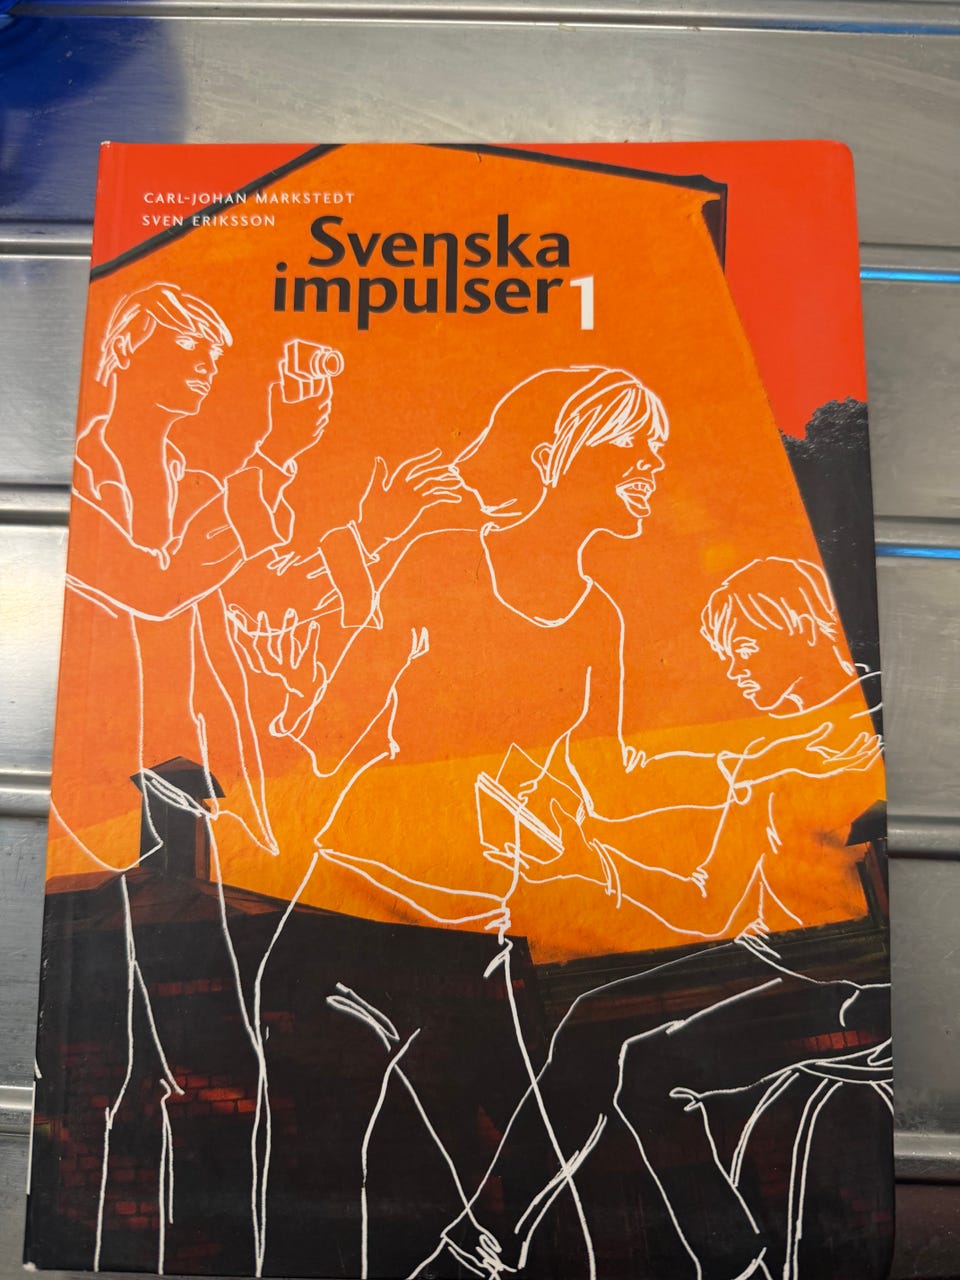 CARL-JOHAN MARKSTEDT
SVEN ERIKSSON
Svenska
impulser 1